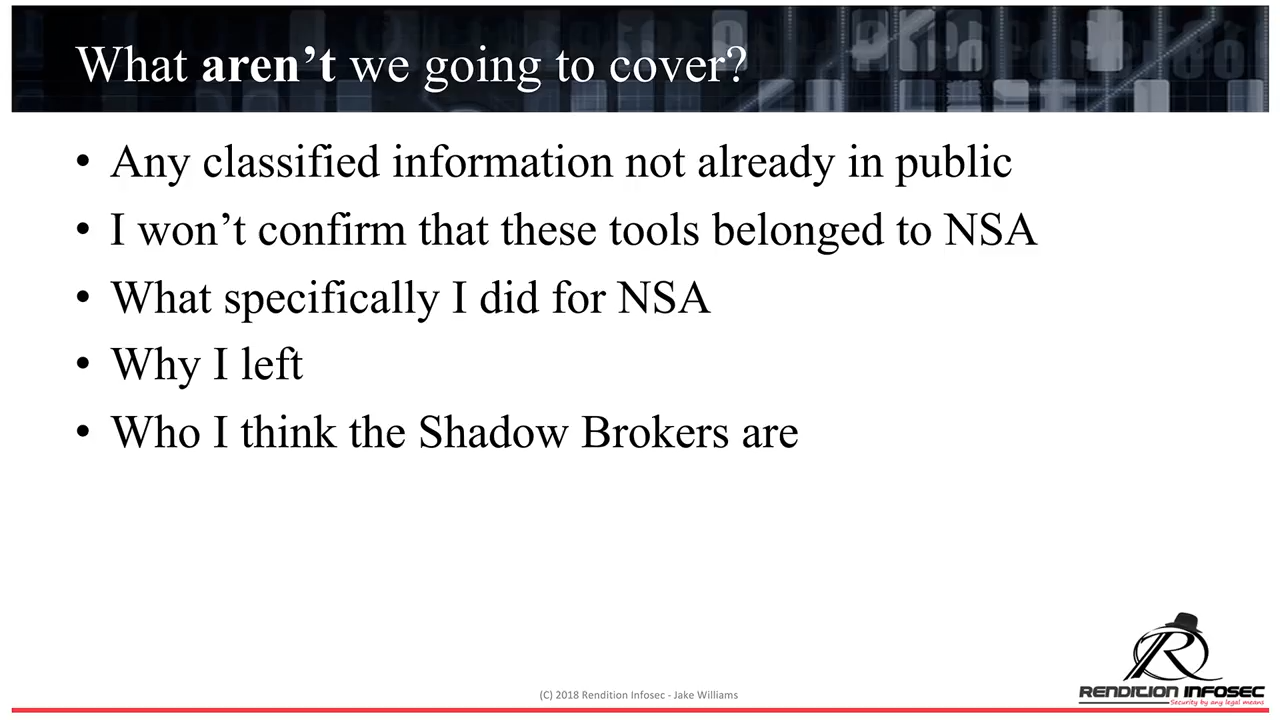 What aren't we going to cover?
• Any classified information not already in public
• I won't confirm that these tools belonged to NSA
• What specifically I did for NSA
• Why I left
• Who I think the Shadow Brokers are
(C) 2018 Rendition Infosec - Jake Williams
R
RENDITION INFOSEC
Security by any legal means